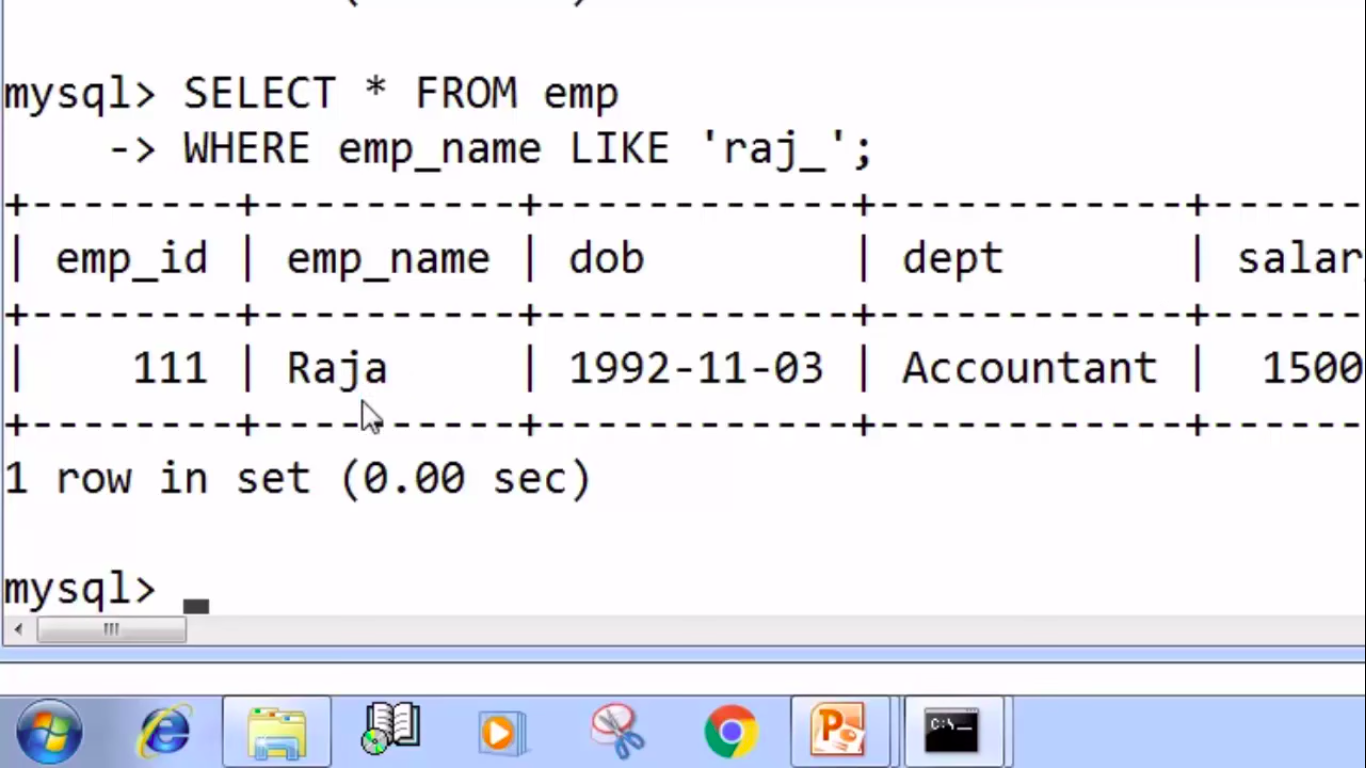 mysql> SELECT * FROM emp
-> WHERE emp_name LIKE 'raj_';
+--------+----------+------------+------------+------
| emp_id | emp_name | dob | dept | salar
+--------+----------+------------+------------+------
| 111 | Raja | 1992-11-03 | Accountant | 1500
+--------+----------+------------+------------+------
1 row in set (0.00 sec)
mysql>
C:\_